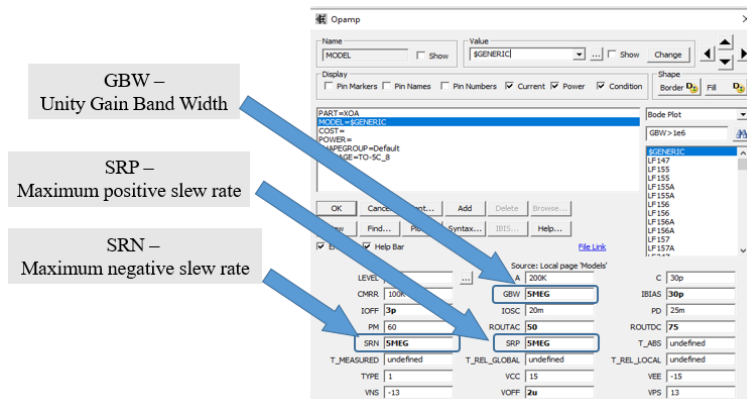 Opamp
Name
MODEL
Show
Value
$GENERIC
...
Show
Change
Display
Pin Markers
Pin Names
Pin Numbers
Current
Power
Condition
Shape
Border
Fill
GBW –
Unity Gain Band Width
SRP –
Maximum positive slew rate
SRN –
Maximum negative slew rate
PART=XOA
MODEL=$GENERIC
COST=
POWER=
=Default
=TO-5C_8
Bode Plot
GBW>1e6
$GENERIC
LF147
LF155
LF155
LF155A
LF155A
LF156
LF156
LF156A
LF156A
LF157
LF157A
OK
Add
Delete
Browse...
Find...
Syntax...
IBIS...
Help...
Help Bar
File Link
Source: Local page 'Models'
LEVEL
...
A 200K
C 30p
CMRR 100K
GBW 5MEG
IBIAS 30p
IOFF 3p
IOSC 20m
PD 25m
PM 60
ROUTAC 50
ROUTDC 75
SRN 5MEG
SRP 5MEG
T_ABS undefined
T_MEASURED undefined
T_REL_GLOBAL undefined
T_REL_LOCAL undefined
TYPE 1
VCC 15
VEE -15
VNS -13
VOFF 2u
VPS 13